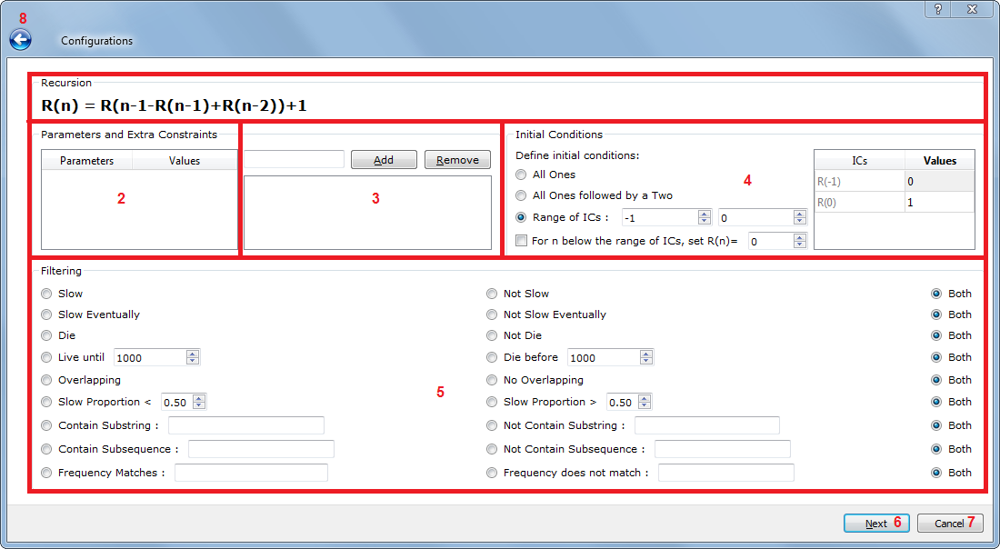 8
?
x
Configurations
Recursion
R(n) = R(n-1-R(n-1)+R(n-2))+1
Parameters and Extra Constraints
Parameters Values
2
Add Remove
3
Initial Conditions
Define initial conditions:
All Ones
All Ones followed by a Two
Range of ICs : -1 0
For n below the range of ICs, set R(n)= 0
4
ICs Values
R(-1) 0
R(0) 1
Filtering
Slow Not Slow Both
Slow Eventually Not Slow Eventually Both
Die Not Die Both
Live until 1000 Die before 1000 Both
Overlapping No Overlapping Both
5
Slow Proportion < 0.50 Slow Proportion > 0.50 Both
Contain Substring : Not Contain Substring : Both
Contain Subsequence : Not Contain Subsequence : Both
Frequency Matches : Frequency does not match : Both
Next 6 Cancel 7